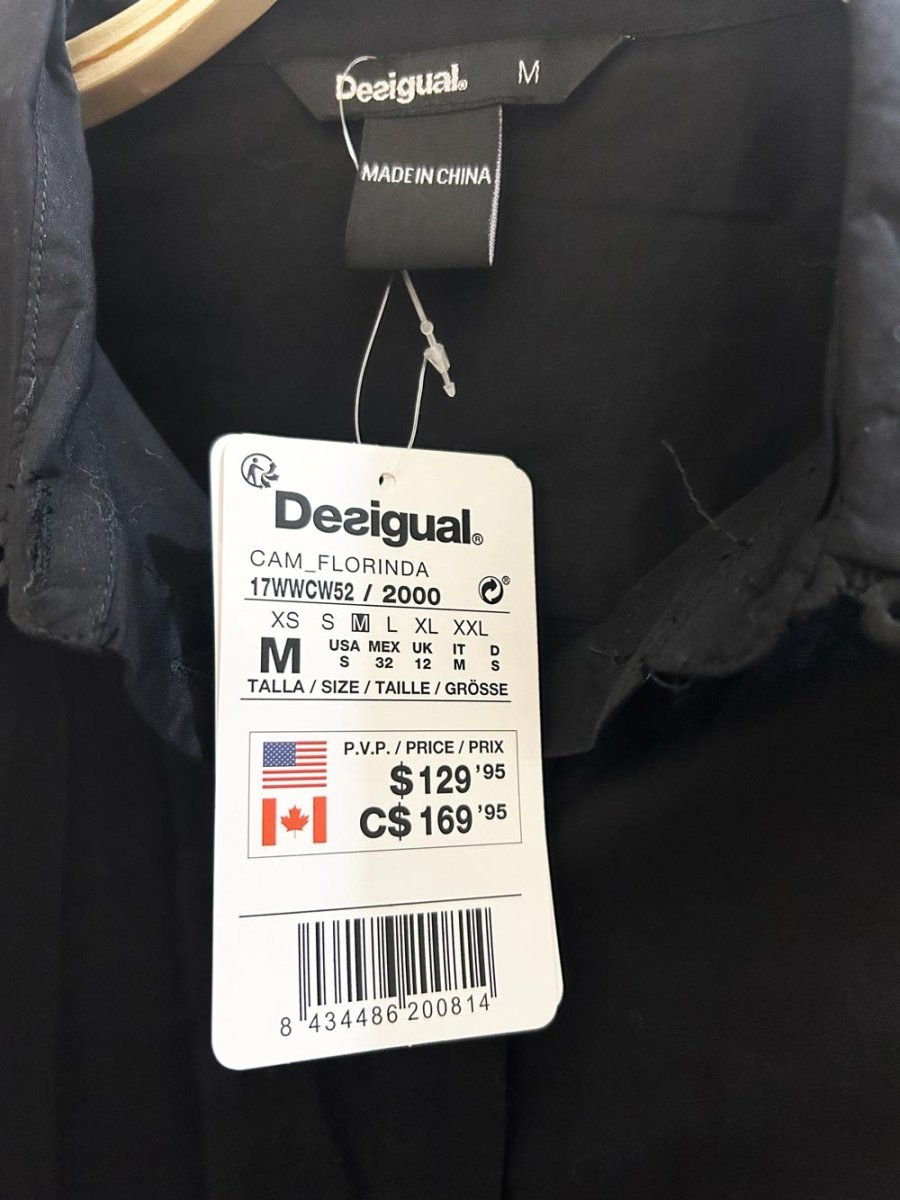 Desigual® M
MADE IN CHINA
Desigual®
CAM_FLORINDA
17WWCW52 / 2000
XS S M L XL XXL
M USA MEX UK IT D
S 32 12 M S
TALLA / SIZE / TAILLE / GRÖSSE
P.V.P. / PRICE / PRIX
$129'95
C$169'95
8 434486 200814